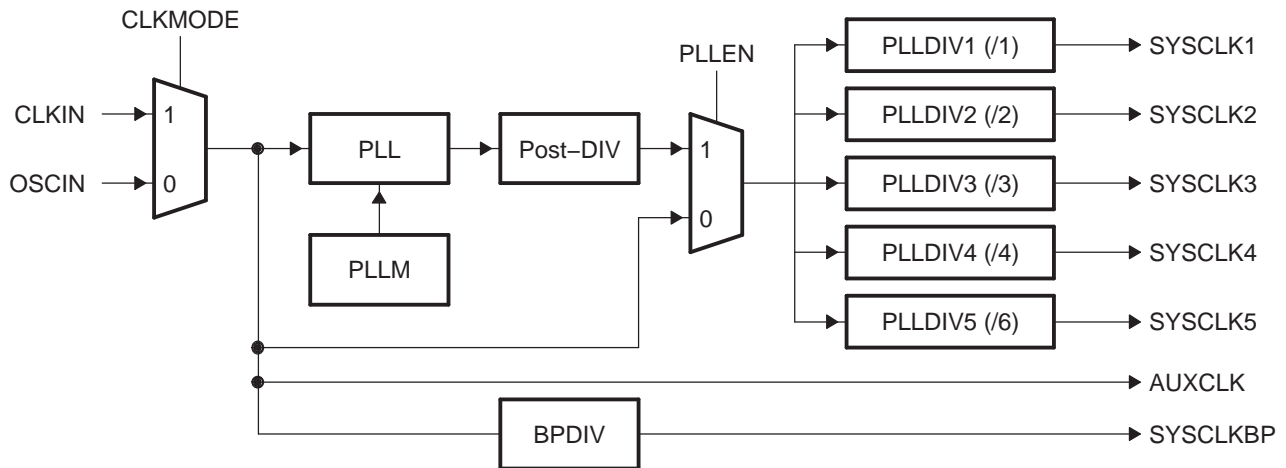 CLKMODE
PLLEN
CLKIN
OSCIN
1
0
PLL
Post–DIV
PLLM
1
0
PLLDIV1 (/1)
SYSCLK1
PLLDIV2 (/2)
SYSCLK2
PLLDIV3 (/3)
SYSCLK3
PLLDIV4 (/4)
SYSCLK4
PLLDIV5 (/6)
SYSCLK5
AUXCLK
BPDIV
SYSCLKBP